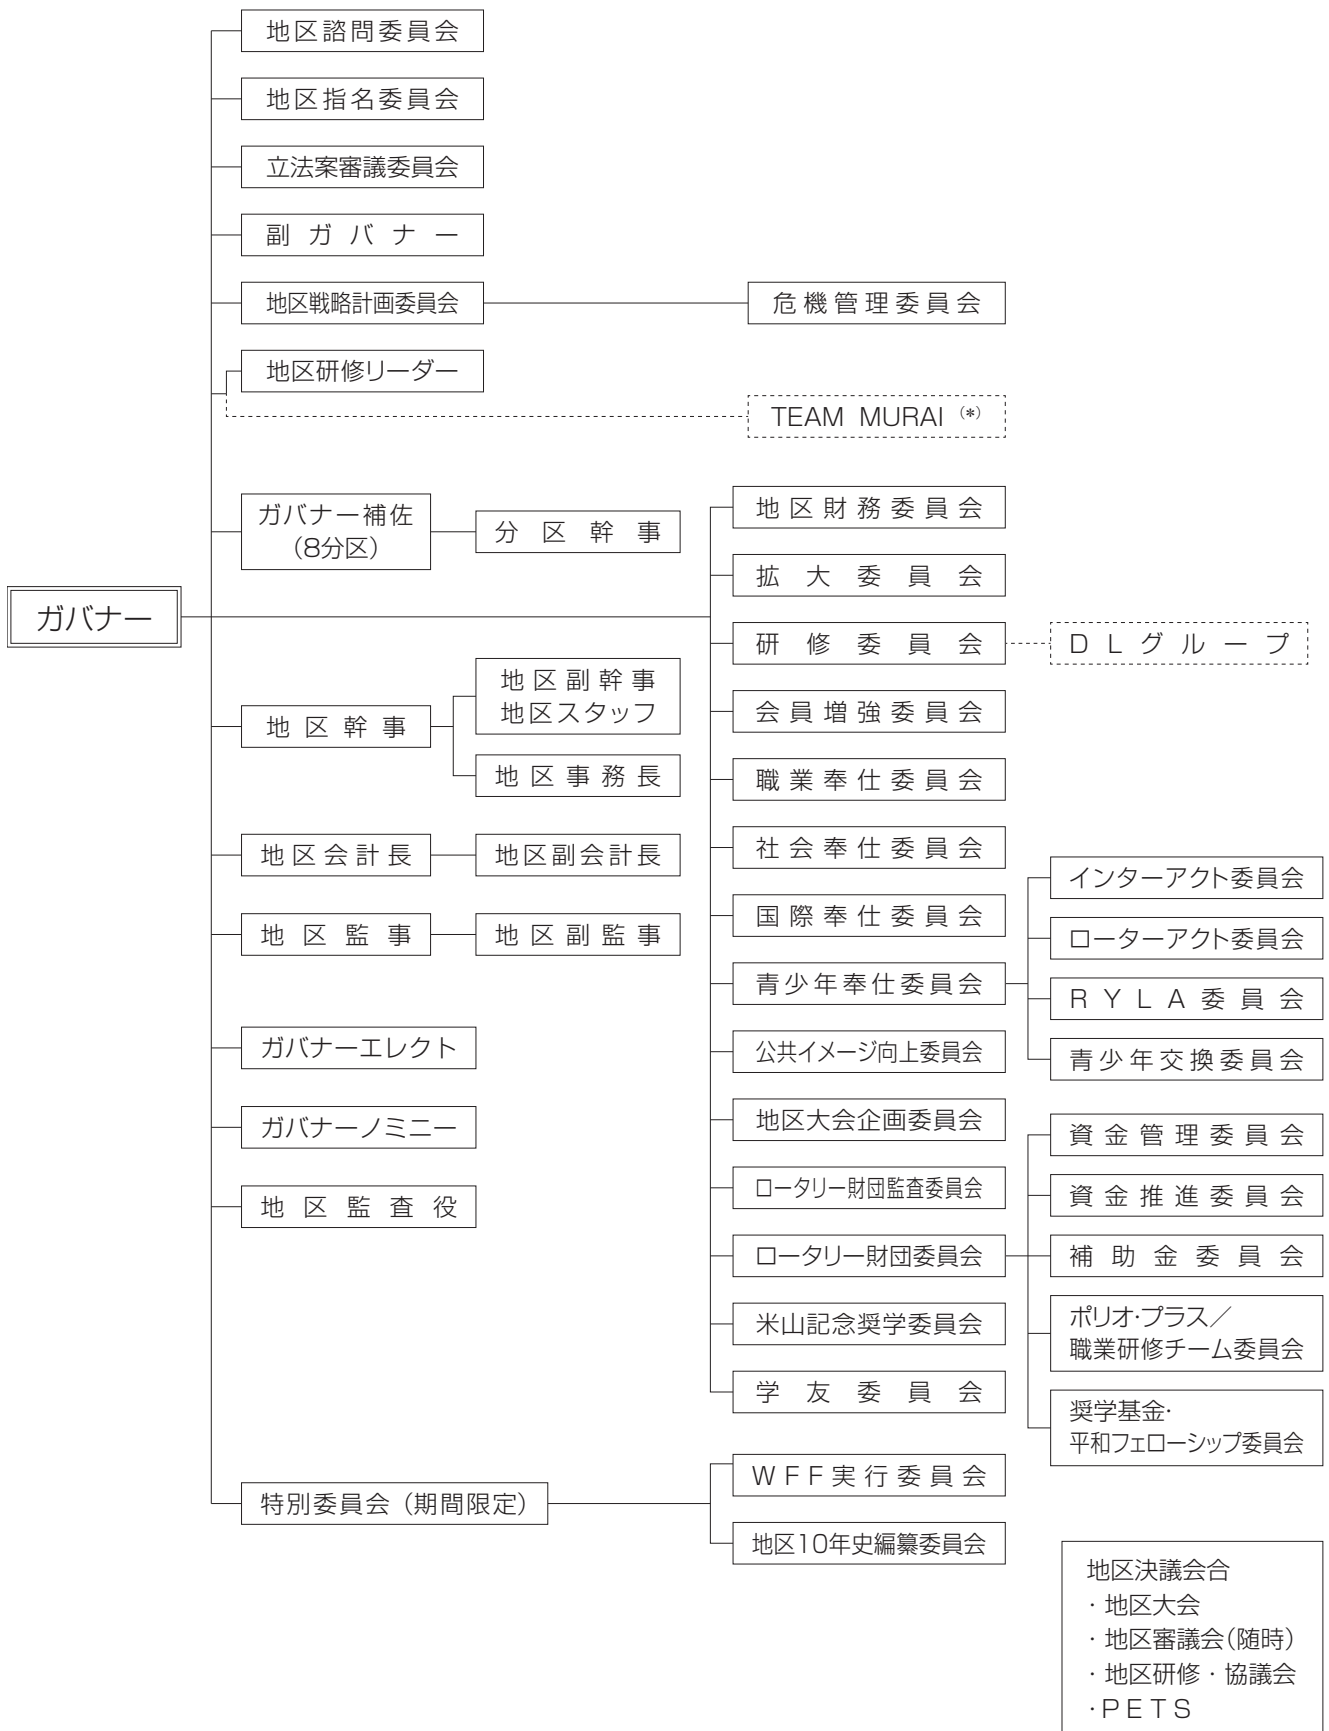 地区諮問委員会
地区指名委員会
立法案審議委員会
副ガバナー
地区戦略計画委員会
危機管理委員会
地区研修リーダー
TEAM MURAI (*)
ガバナー補佐
(8分区)
分区幹事
ガバナー
地区幹事
地区副幹事
地区スタッフ
地区事務長
地区会計長
地区副会計長
地区監事
地区副監事
ガバナーエレクト
ガバナーノミニー
地区監査役
地区財務委員会
拡大委員会
研修委員会
DLグループ
会員増強委員会
職業奉仕委員会
社会奉仕委員会
国際奉仕委員会
青少年奉仕委員会
インターアクト委員会
ローターアクト委員会
RYLA委員会
青少年交換委員会
公共イメージ向上委員会
地区大会企画委員会
ロータリー財団監査委員会
ロータリー財団委員会
資金管理委員会
資金推進委員会
補助金委員会
ポリオ・プラス/
職業研修チーム委員会
奨学基金・
平和フェローシップ委員会
米山記念奨学委員会
学友委員会
特別委員会(期間限定)
WFF実行委員会
地区10年史編纂委員会
地区決議会合
・地区大会
・地区審議会(随時)
・地区研修・協議会
・PETS